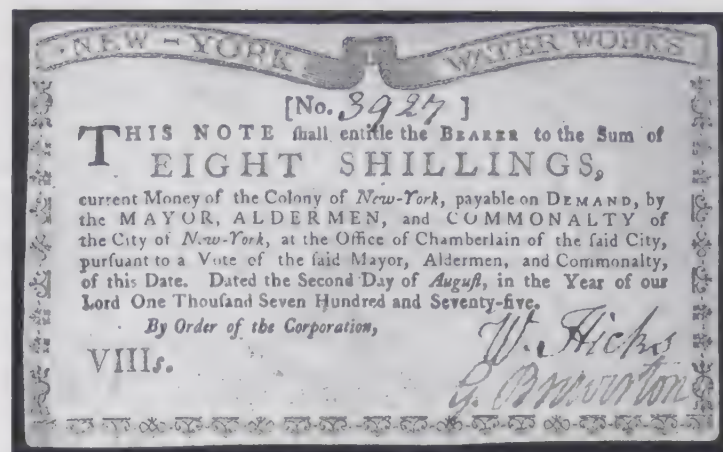 NEW-YORK WATER WORKS
[No. 3927]
THIS NOTE ſhall entitle the BEARER to the Sum of
EIGHT SHILLINGS,
current Money of the Colony of New-York, payable on DEMAND, by
the MAYOR, ALDERMEN, and COMMONALTY of
the City of New-York, at the Office of Chamberlain of the ſaid City,
purſuant to a Vote of the ſaid Mayor, Aldermen, and Commonalty,
of this Date. Dated the Second Day of Auguſt, in the Year of our
Lord One Thouſand Seven Hundred and Seventy-five.
By Order of the Corporation,
W. Hicks
VIIIs.
G. Brewerton